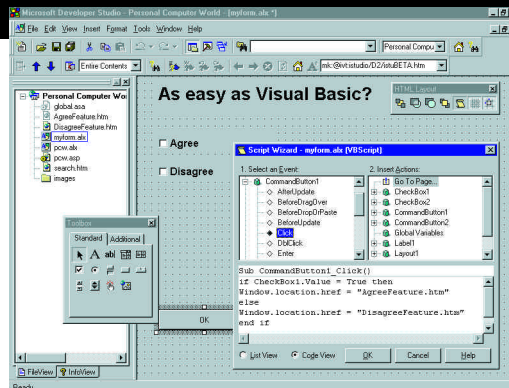 Microsoft Developer Studio - Personal Computer World - [myform.alx *]
File Edit View Insert Format Tools Window Help
Personal Compu
Entire Contents
mk:@ivt:istudio/D2/istuBETA.htm
Personal Computer Wor
global.asa
AgreeFeature.htm
DisagreeFeature.htm
myform.alx
pcw.alx
pcw.asp
search.htm
images
As easy as Visual Basic?
HTML Layout
Agree
Disagree
Toolbox
Standard
Additional
A
abl
OK
Script Wizard - myform.alx (VBScript)
1. Select an Event:
2. Insert Actions:
CommandButton1
AfterUpdate
BeforeDragOver
BeforeDropOrPaste
BeforeUpdate
Click
DblClick
Enter
Go To Page...
CheckBox1
CheckBox2
CommandButton1
CommandButton2
Global Variables
Label1
Layout1
Sub CommandButton1_Click()
if CheckBox1.Value = True then
Window.location.href = "AgreeFeature.htm"
else
Window.location.href = "DisagreeFeature.htm"
end if
List View
Code View
OK
Cancel
Help
FileView
InfoView
Ready